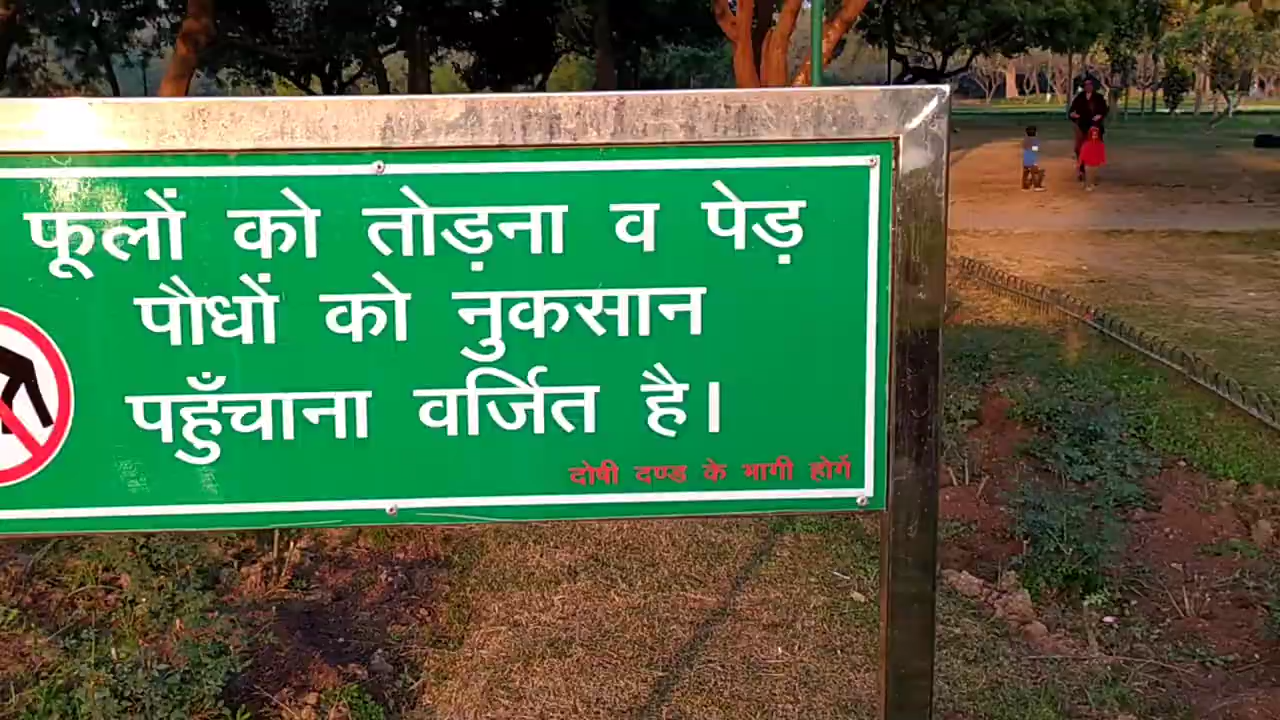 फूलों को तोड़ना व पेड़
पौधों को नुकसान
पहुँचाना वर्जित है।
दोषी दण्ड के भागी होगें